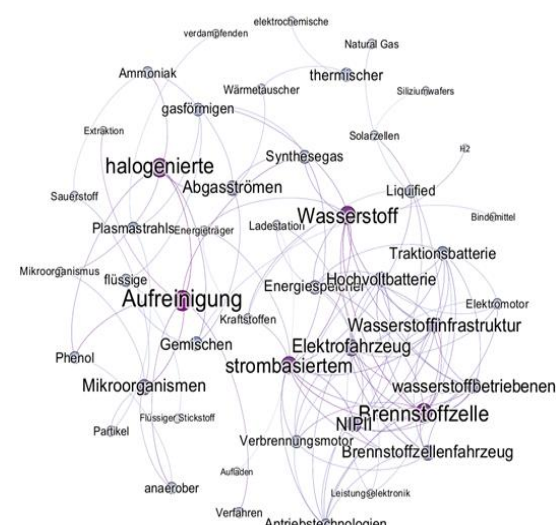 elektrochemische
verdampfenden
Natural Gas
Ammoniak
thermischer
Wärmetauscher
Siliziumwafers
gasförmigen
Extraktion
Solarzellen
H2
Synthesegas
halogenierte
Abgasströmen
Liquified
Sauerstoff
Wasserstoff
Bindemittel
Plasmastrahls
Energieträger
Ladestation
Traktionsbatterie
Mikroorganismus
flüssige
Energiespeicher
Hochvoltbatterie
Aufreinigung
Elektromotor
Kraftstoffen
Wasserstoffinfrastruktur
Gemischen
Elektrofahrzeug
Phenol
strombasiertem
Mikroorganismen
wasserstoffbetriebenen
Brennstoffzelle
Flüssiger Stickstoff
NIPII
Partikel
Verbrennungsmotor
Brennstoffzellenfahrzeug
Aufladen
anaerober
Leistungselektronik
Verfahren
Antriebstechnologien